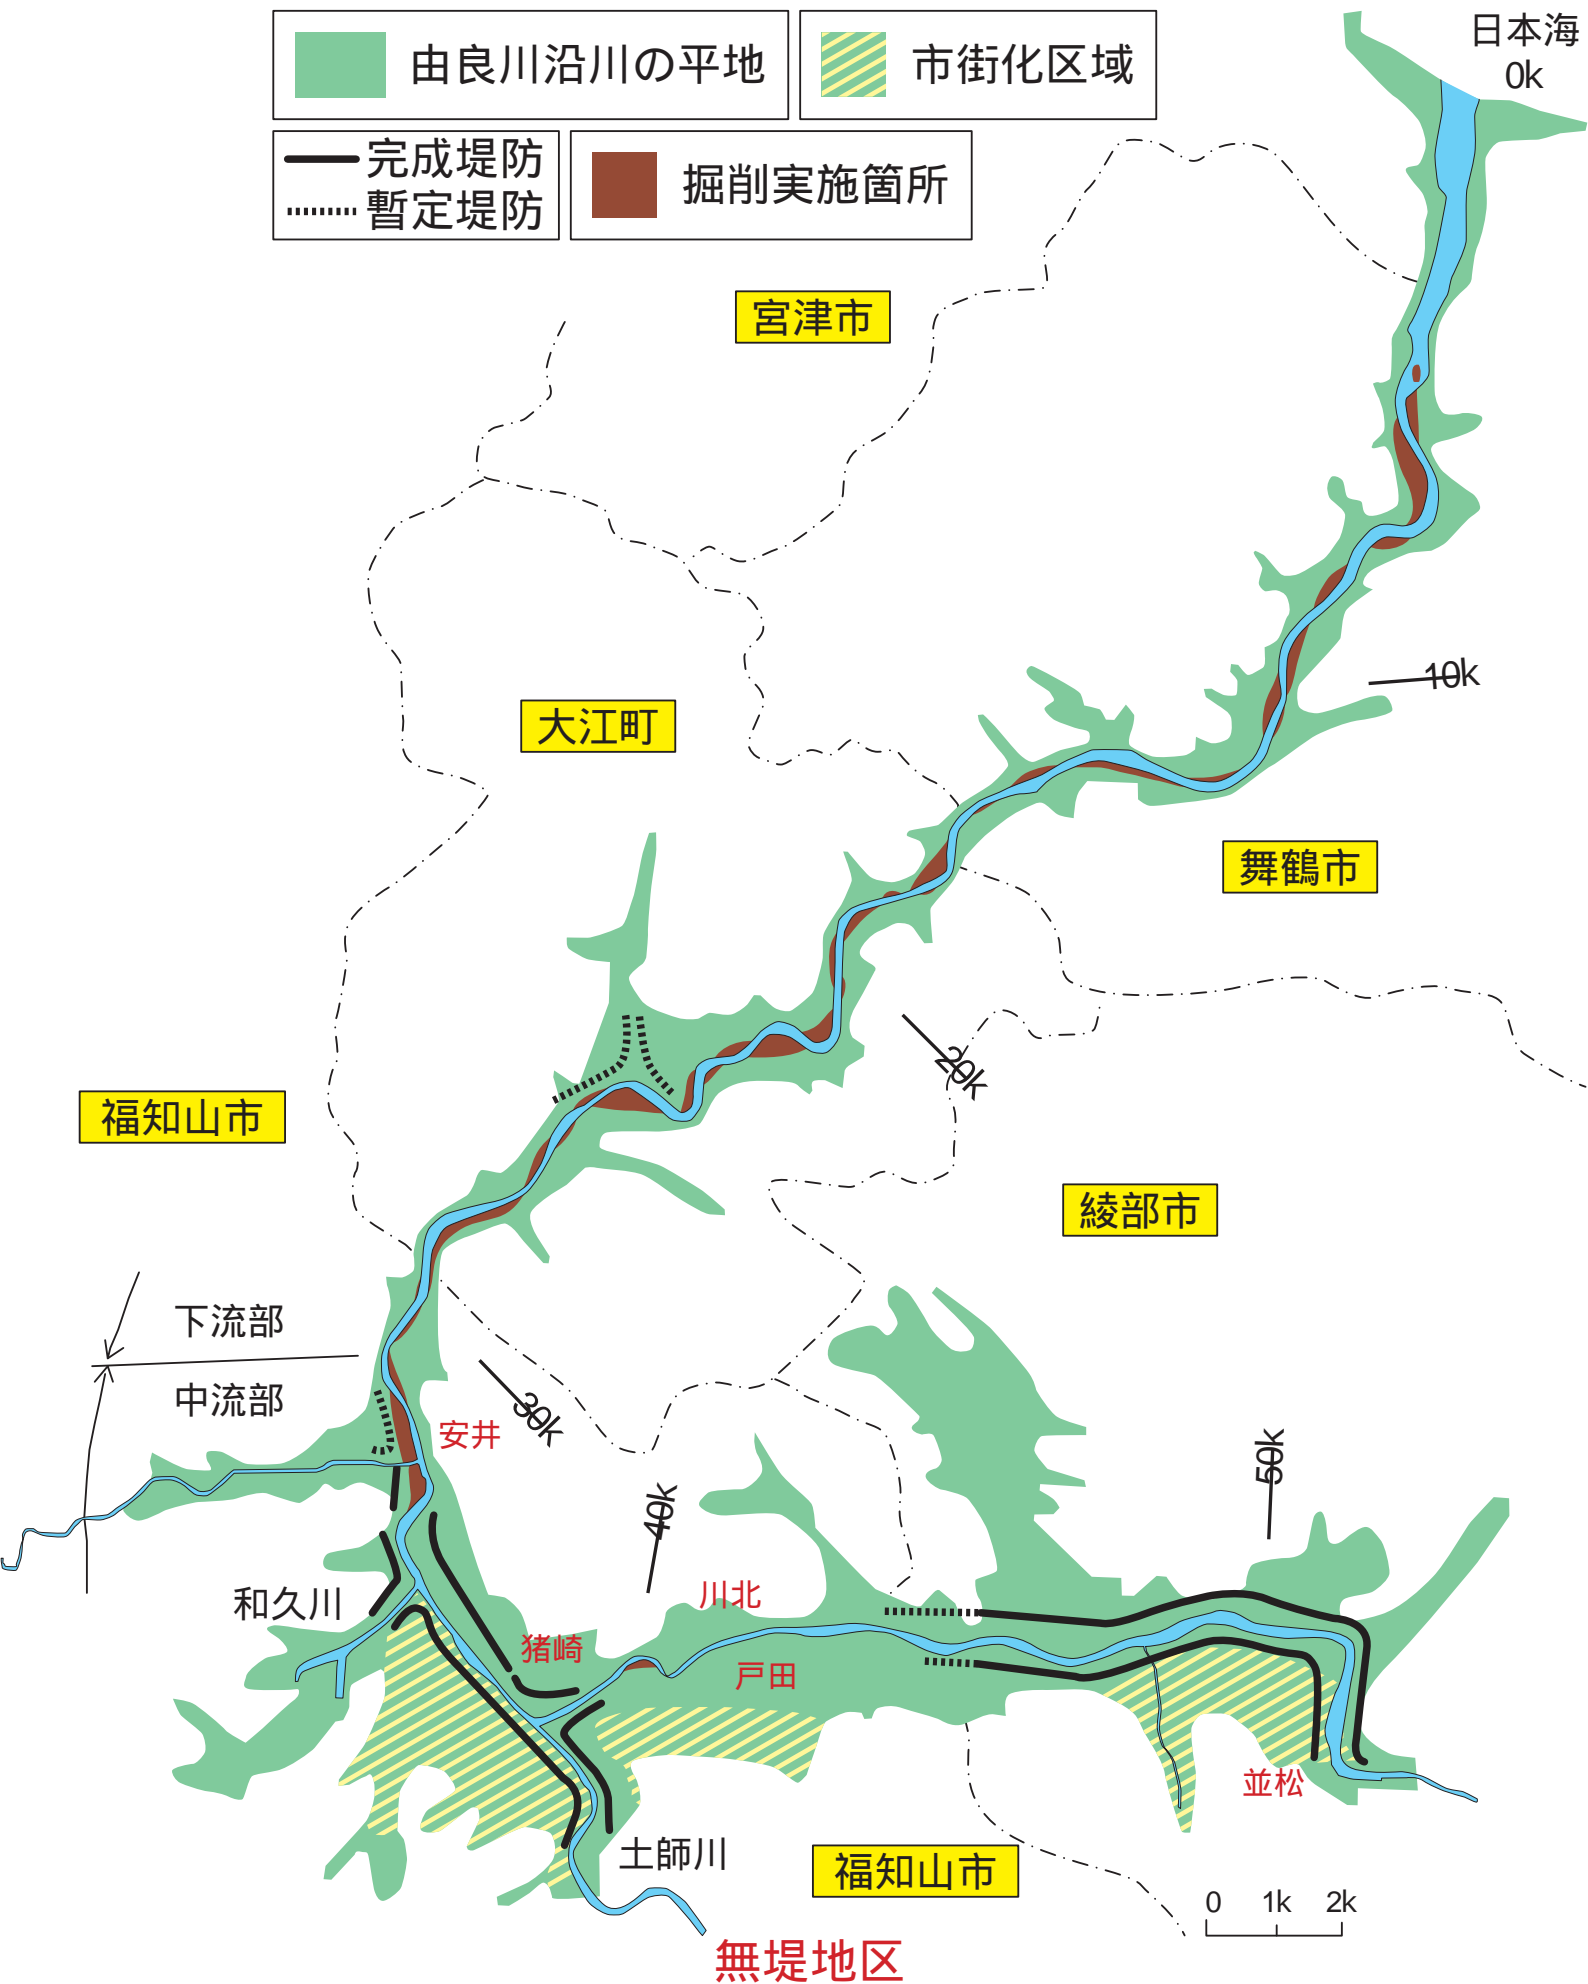 由良川沿川の平地
市街化区域
完成堤防
暫定堤防
掘削実施箇所
日本海
0k
宮津市
10k
大江町
舞鶴市
20k
福知山市
綾部市
下流部
中流部
30k
安井
50k
40k
和久川
川北
猪崎
戸田
並松
土師川
福知山市
0 1k 2k
無堤地区